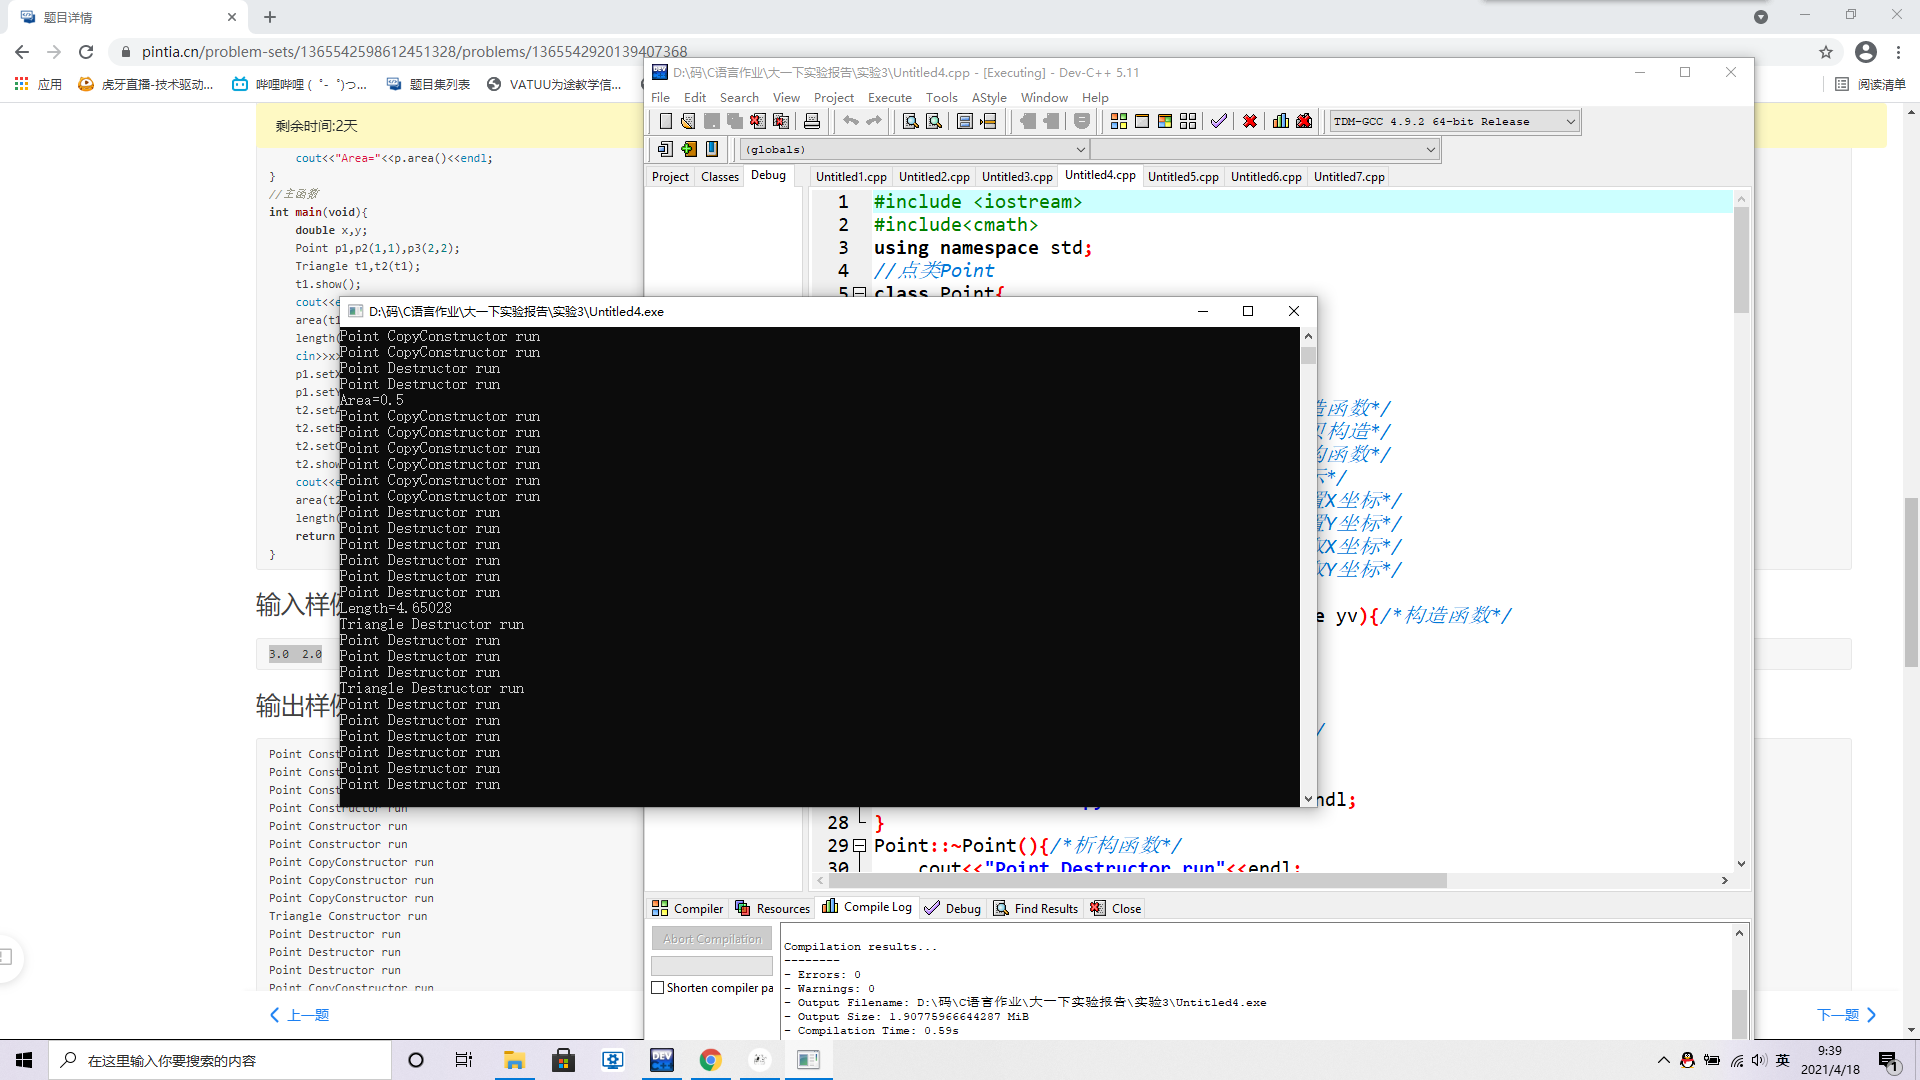 题目详情
pintia.cn/problem-sets/1365542598612451328/problems/1365542920139407368
应用
虎牙直播-技术驱动...
哔哩哔哩 ( ゜- ゜)つ...
题目集列表
VATUU为途教学信...
阅读清单
剩余时间:2天
cout<<"Area="<<p.area()<<endl;
}
//主函数
int main(void){
double x,y;
Point p1,p2(1,1),p3(2,2);
Triangle t1,t2(t1);
t1.show();
cout<<e
area(t1
length(
cin>>x>
p1.set
p1.set
t2.set
t2.set
t2.set
t2.show
cout<<e
area(t2
length(
return
}
输入样
3.0  2.0
输出样
Point Const
Point Const
Point Const
Point Constructor run
Point Constructor run
Point Constructor run
Point CopyConstructor run
Point CopyConstructor run
Point CopyConstructor run
Triangle Constructor run
Point Destructor run
Point Destructor run
Point Destructor run
Point CopyConstructor run
上一题
下一题
D:\码\C语言作业\大一下实验报告\实验3\Untitled4.cpp - [Executing] - Dev-C++ 5.11
File Edit Search View Project Execute Tools AStyle Window Help
TDM-GCC 4.9.2 64-bit Release
(globals)
Project Classes Debug
Untitled1.cpp Untitled2.cpp Untitled3.cpp Untitled4.cpp Untitled5.cpp Untitled6.cpp Untitled7.cpp
1 #include <iostream>
2 #include<cmath>
3 using namespace std;
4 //点类Point
5 class Point{
造函数*/
贝构造*/
构函数*/
示*/
置X坐标*/
置Y坐标*/
取X坐标*/
取Y坐标*/
e yv){/*构造函数*/
*/
endl;
28 }
29 Point::~Point(){/*析构函数*/
30 cout<<"Point Destructor run"<<endl;
D:\码\C语言作业\大一下实验报告\实验3\Untitled4.exe
Point CopyConstructor run
Point CopyConstructor run
Point Destructor run
Point Destructor run
Area=0.5
Point CopyConstructor run
Point CopyConstructor run
Point CopyConstructor run
Point CopyConstructor run
Point CopyConstructor run
Point CopyConstructor run
Point Destructor run
Point Destructor run
Point Destructor run
Point Destructor run
Point Destructor run
Point Destructor run
Length=4.65028
Triangle Destructor run
Point Destructor run
Point Destructor run
Point Destructor run
Triangle Destructor run
Point Destructor run
Point Destructor run
Point Destructor run
Point Destructor run
Point Destructor run
Point Destructor run
Compiler Resources Compile Log Debug Find Results Close
Abort Compilation
Shorten compiler pa
Compilation results...
--------
- Errors: 0
- Warnings: 0
- Output Filename: D:\码\C语言作业\大一下实验报告\实验3\Untitled4.exe
- Output Size: 1.90775966644287 MiB
- Compilation Time: 0.59s
在这里输入你要搜索的内容
DEV
英
9:39
2021/4/18
1